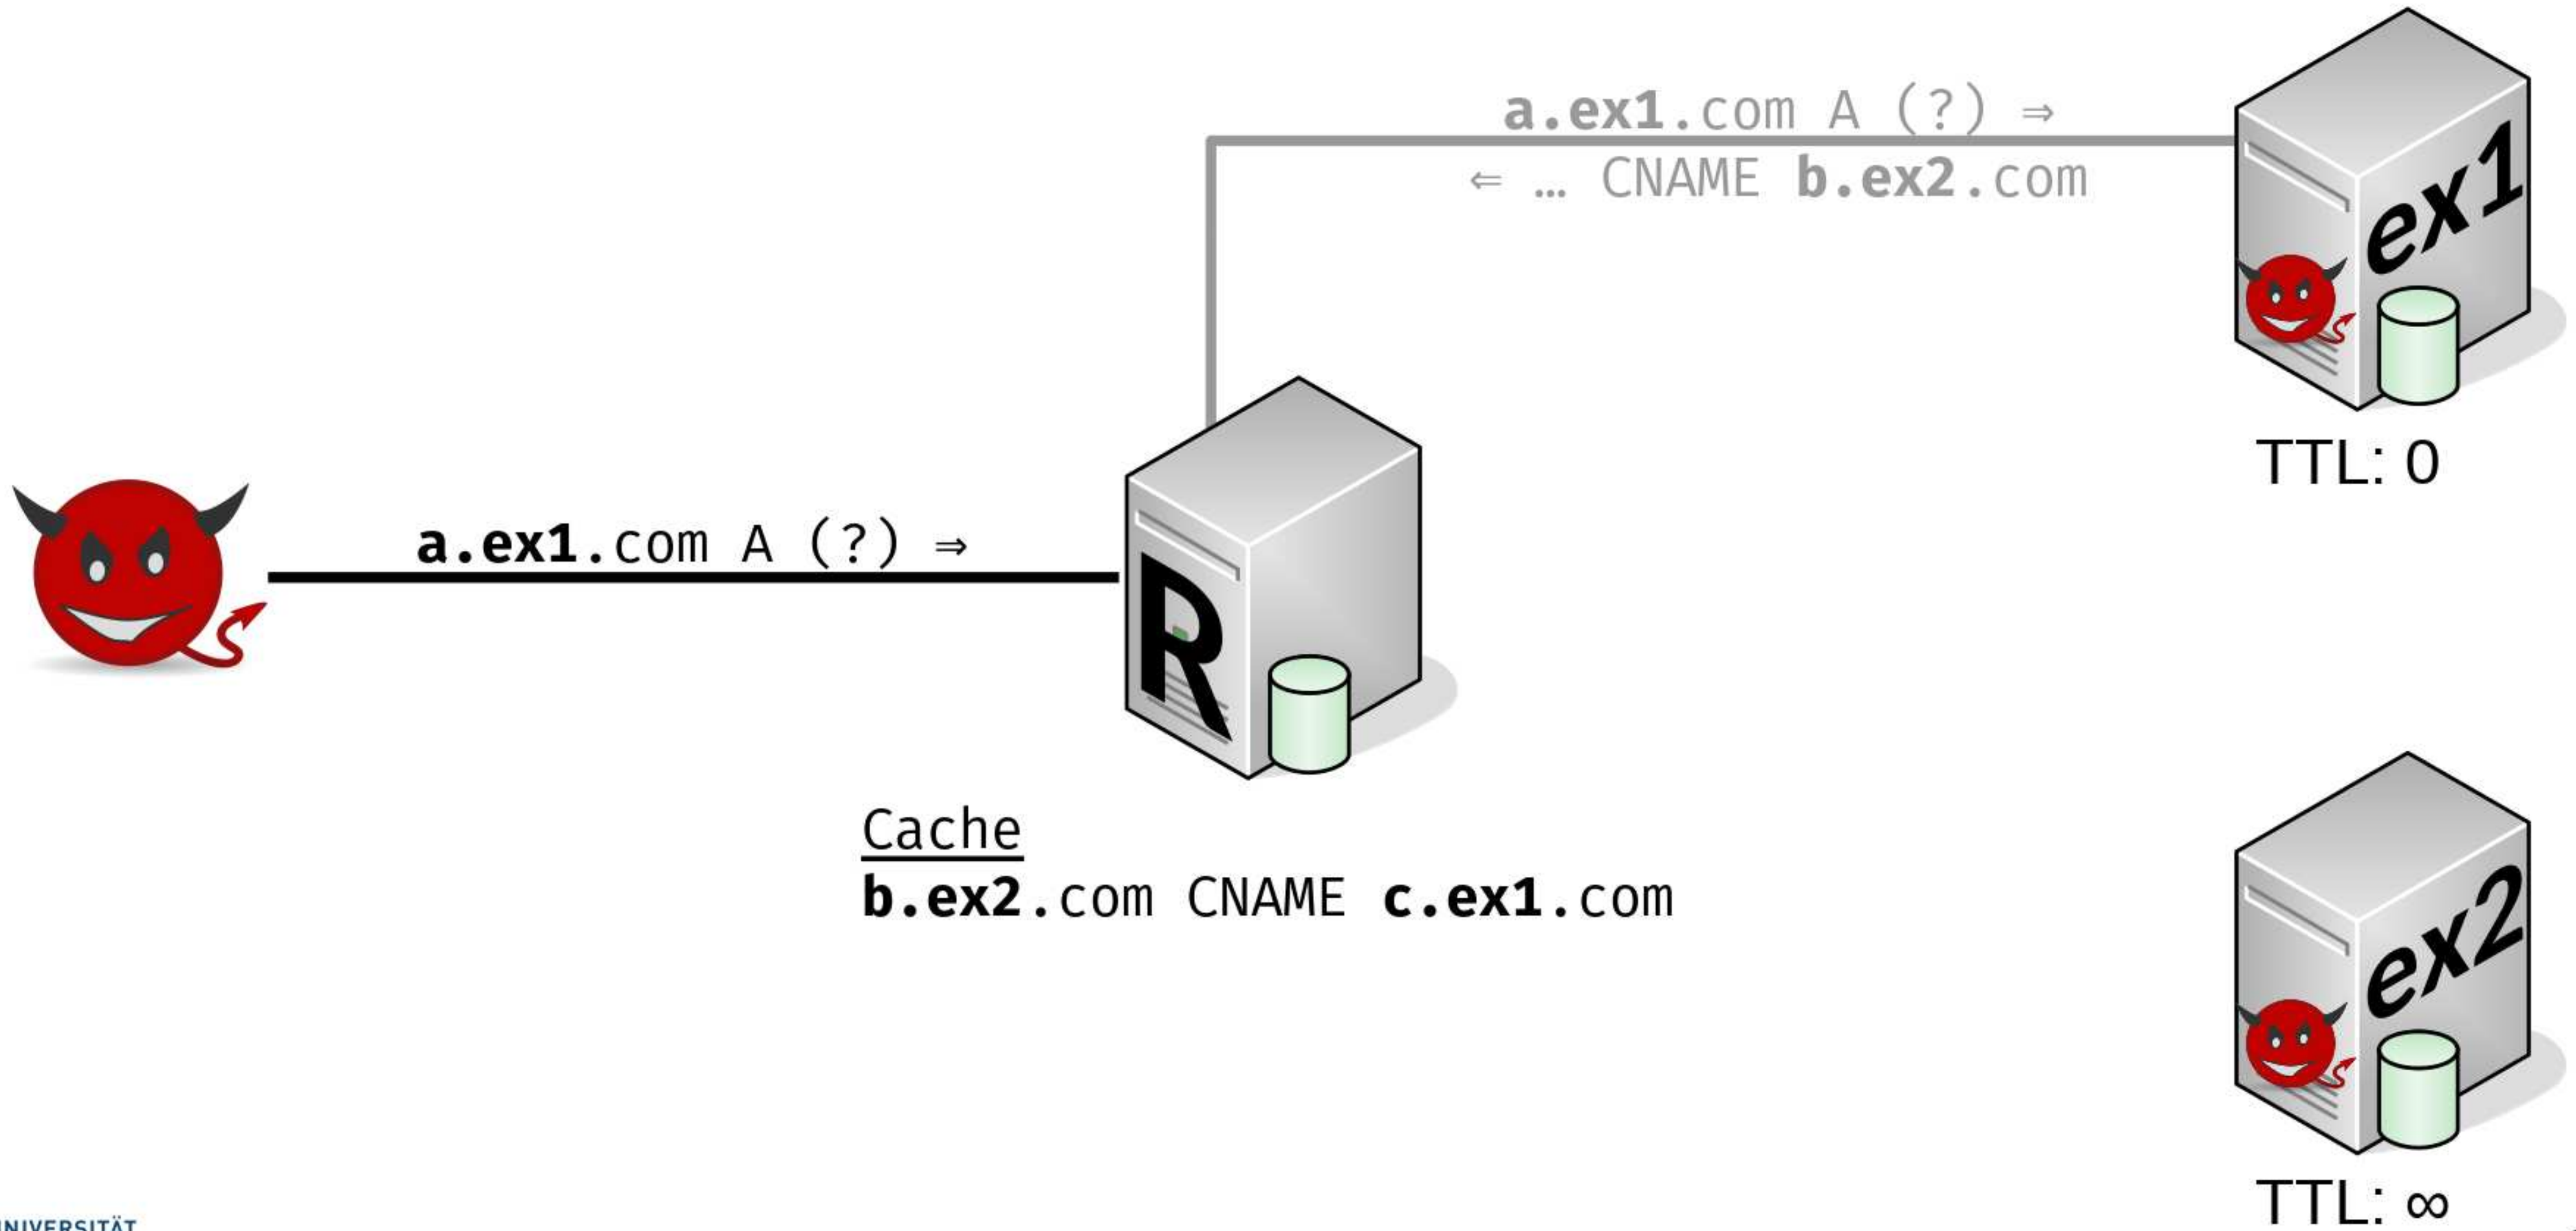 a.ex1.com A (?) ⇒
⇐ … CNAME b.ex2.com
ex1
TTL: 0
a.ex1.com A (?) ⇒
R
Cache
b.ex2.com CNAME c.ex1.com
ex2
TTL: ∞